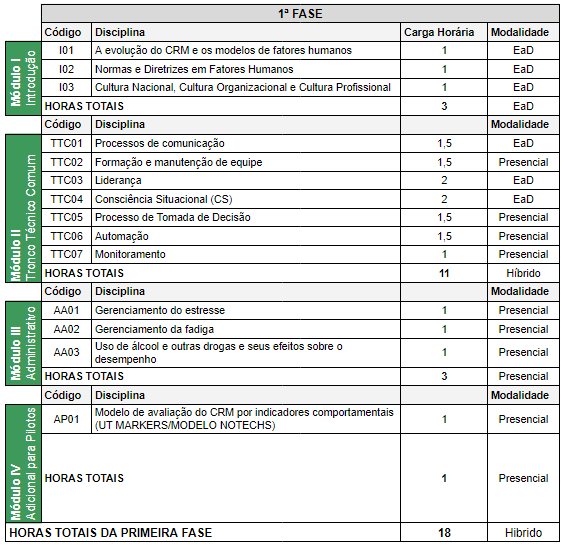 1ª FASE
Código Disciplina Carga Horária Modalidade
Módulo I
Introdução
I01 A evolução do CRM e os modelos de fatores humanos 1 EaD
I02 Normas e Diretrizes em Fatores Humanos 1 EaD
I03 Cultura Nacional, Cultura Organizacional e Cultura Profissional 1 EaD
HORAS TOTAIS 3 EaD
Código Disciplina Modalidade
Módulo II
Tronco Técnico Comum
TTC01 Processos de comunicação 1,5 EaD
TTC02 Formação e manutenção de equipe 1,5 Presencial
TTC03 Liderança 2 EaD
TTC04 Consciência Situacional (CS) 2 EaD
TTC05 Processo de Tomada de Decisão 1,5 Presencial
TTC06 Automação 1,5 Presencial
TTC07 Monitoramento 1 Presencial
HORAS TOTAIS 11 Híbrido
Código Disciplina Modalidade
Módulo III
Administrativo
AA01 Gerenciamento do estresse 1 Presencial
AA02 Gerenciamento da fadiga 1 Presencial
AA03 Uso de álcool e outras drogas e seus efeitos sobre o
desempenho 1 Presencial
HORAS TOTAIS 3 Presencial
Código Disciplina Modalidade
Módulo IV
Adicional para Pilotos
AP01 Modelo de avaliação do CRM por indicadores comportamentais
(UT MARKERS/MODELO NOTECHS) 1 Presencial
HORAS TOTAIS 1 Presencial
HORAS TOTAIS DA PRIMEIRA FASE 18 Hibrido